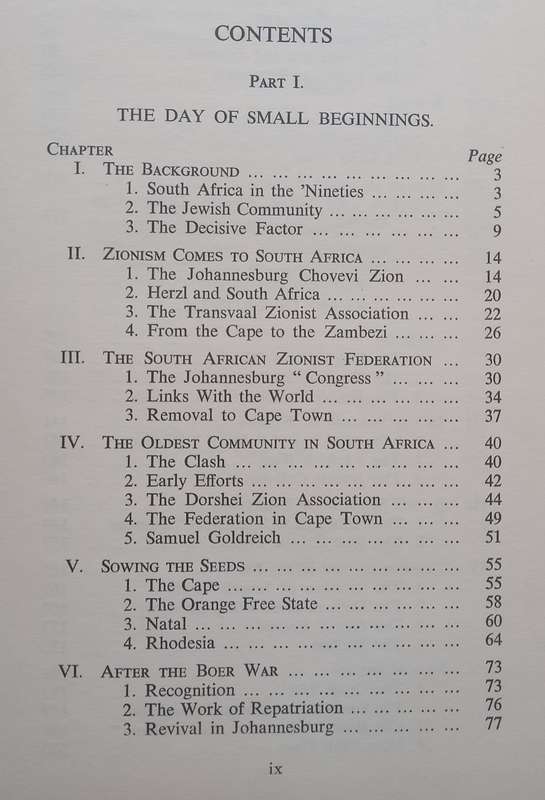 CONTENTS
PART I.
THE DAY OF SMALL BEGINNINGS.
CHAPTER Page
I. THE BACKGROUND ... ... ... ... ... ... ... ... ... 3
1. South Africa in the 'Nineties ... ... ... ... 3
2. The Jewish Community ... ... ... ... ... ... 5
3. The Decisive Factor ... ... ... ... ... ... 9
II. ZIONISM COMES TO SOUTH AFRICA ... ... ... ... 14
1. The Johannesburg Chovevi Zion ... ... 14
2. Herzl and South Africa ... ... ... ... ... ... 20
3. The Transvaal Zionist Association ... ... 22
4. From the Cape to the Zambezi ... ... ... 26
III. THE SOUTH AFRICAN ZIONIST FEDERATION ... 30
1. The Johannesburg “ Congress ” ... ... ... 30
2. Links With the World ... ... ... ... ... ... 34
3. Removal to Cape Town ... ... ... ... ... 37
IV. THE OLDEST COMMUNITY IN SOUTH AFRICA ... 40
1. The Clash ... ... ... ... ... ... ... ... ... 40
2. Early Efforts ... ... ... ... ... ... ... ... ... 42
3. The Dorshei Zion Association ... ... ... 44
4. The Federation in Cape Town ... ... ... 49
5. Samuel Goldreich ... ... ... ... ... ... ... 51
V. SOWING THE SEEDS ... ... ... ... ... ... ... ... ... 55
1. The Cape ... ... ... ... ... ... ... ... ... ... 55
2. The Orange Free State ... ... ... ... ... ... 58
3. Natal ... ... ... ... ... ... ... ... ... ... ... 60
4. Rhodesia ... ... ... ... ... ... ... ... ... ... 64
VI. AFTER THE BOER WAR ... ... ... ... ... ... ... ... 73
1. Recognition ... ... ... ... ... ... ... ... ... 73
2. The Work of Repatriation ... ... ... ... ... 76
3. Revival in Johannesburg ... ... ... ... ... 77
ix